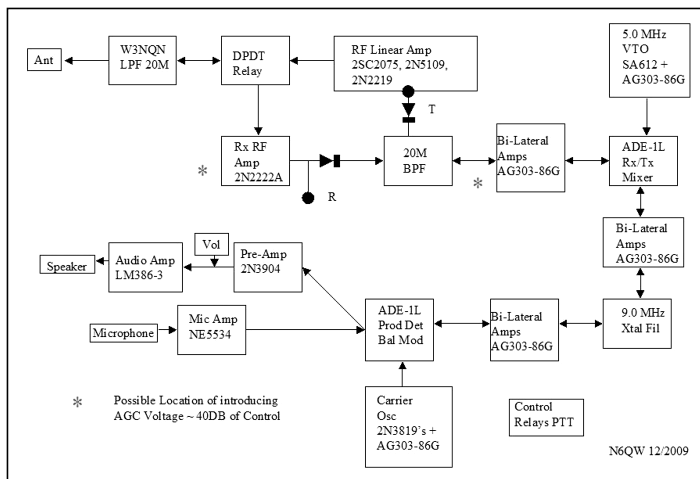 Ant
W3NQN
LPF 20M
DPDT
Relay
RF Linear Amp
2SC2075, 2N5109,
2N2219
5.0 MHz
VTO
SA612 +
AG303-86G
T
*
Rx RF
Amp
2N2222A
R
20M
BPF
*
Bi-Lateral
Amps
AG303-86G
ADE-1L
Rx/Tx
Mixer
Bi-Lateral
Amps
AG303-86G
Speaker
Audio Amp
LM386-3
Vol
Pre-Amp
2N3904
Microphone
Mic Amp
NE5534
ADE-1L
Prod Det
Bal Mod
Bi-Lateral
Amps
AG303-86G
9.0 MHz
Xtal Fil
* Possible Location of introducing
AGC Voltage ~ 40DB of Control
Carrier
Osc
2N3819's +
AG303-86G
Control
Relays PTT
N6QW 12/2009